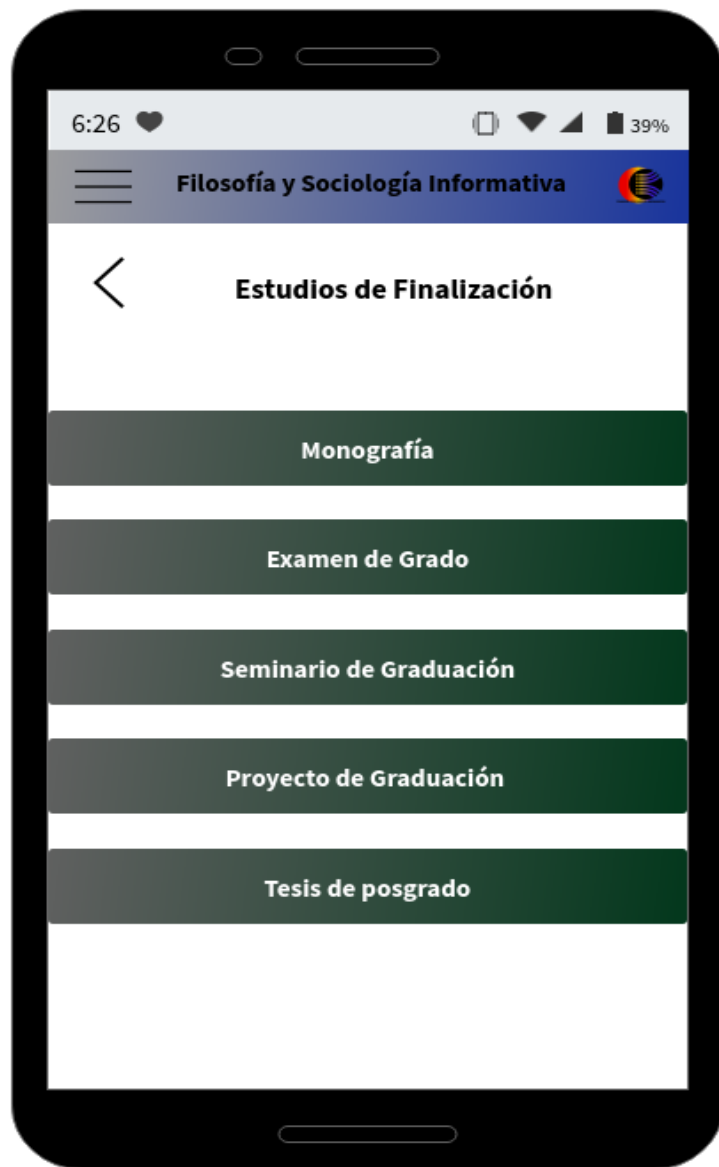 6:26
39%
Filosofía y Sociología Informativa
Estudios de Finalización
Monografía
Examen de Grado
Seminario de Graduación
Proyecto de Graduación
Tesis de posgrado